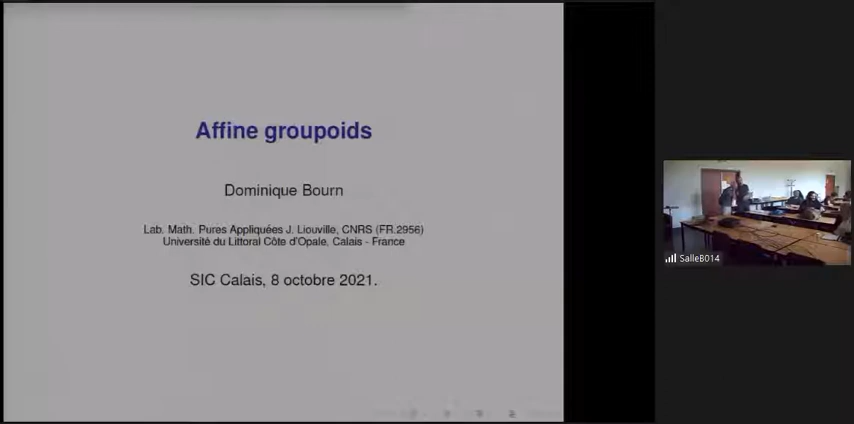 Affine groupoids
Dominique Bourn
Lab. Math. Pures Appliquées J. Liouville, CNRS (FR.2956)
Université du Littoral Côte d'Opale, Calais - France
SIC Calais, 8 octobre 2021.
SalleB014